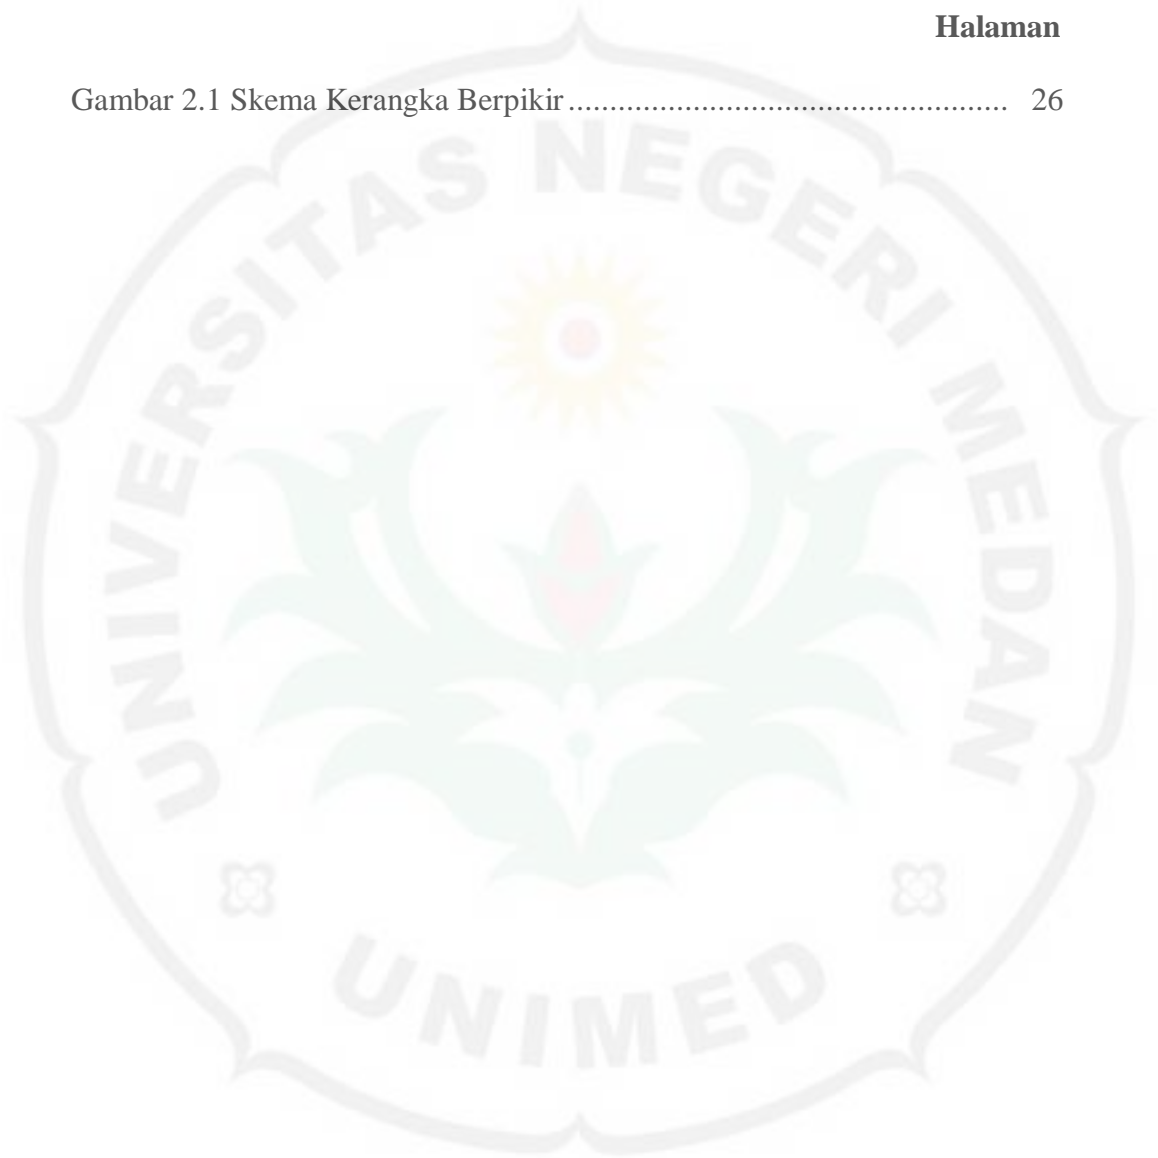 Halaman
Gambar 2.1 Skema Kerangka Berpikir ..................................................... 26
UNIVERSITAS NEGERI MEDAN
UNIMED